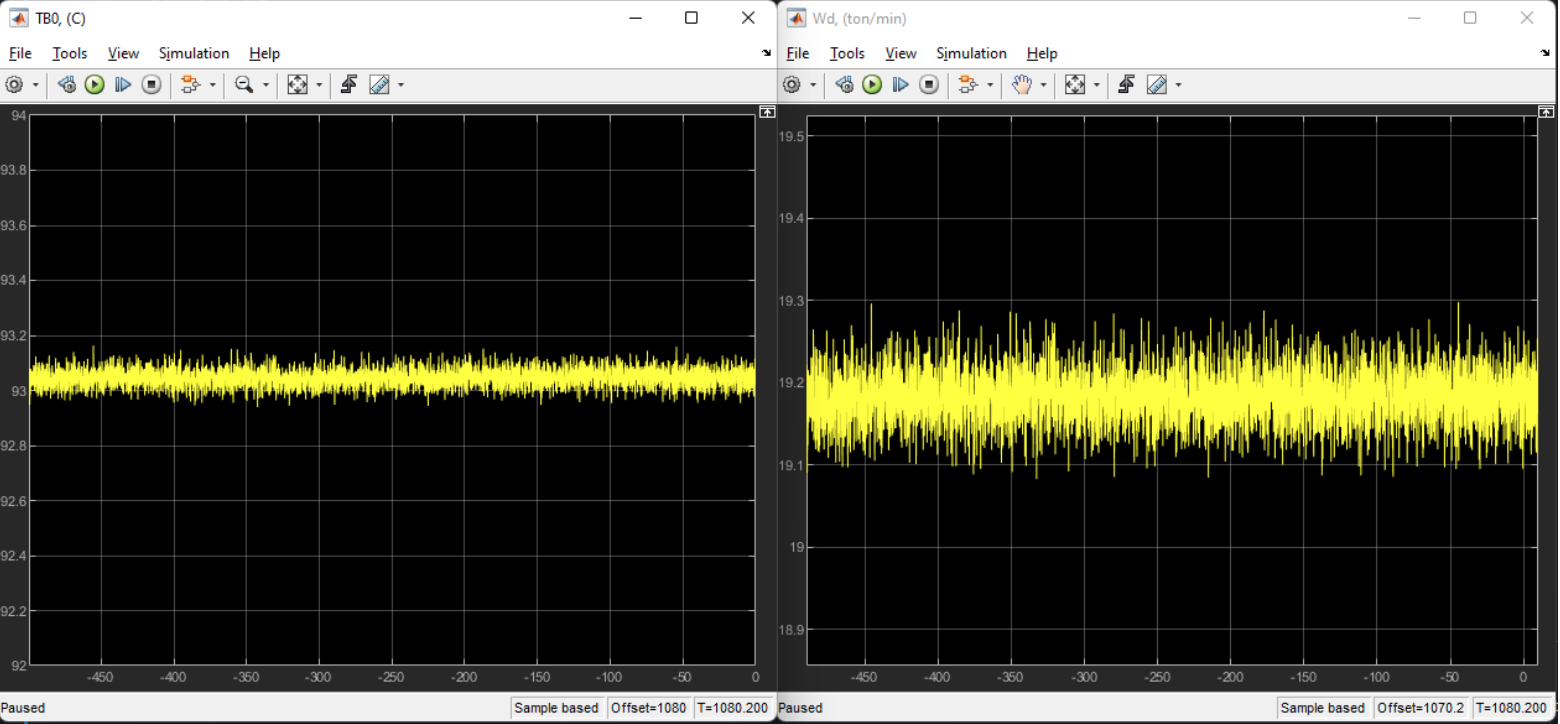 TB0, (C)
File Tools View Simulation Help
94
93.8
93.6
93.4
93.2
93
92.8
92.6
92.4
92.2
92
-450 -400 -350 -300 -250 -200 -150 -100 -50 0
Paused Sample based Offset=1080 T=1080.200
Wd, (ton/min)
File Tools View Simulation Help
19.5
19.4
19.3
19.2
19.1
19
18.9
-450 -400 -350 -300 -250 -200 -150 -100 -50 0
Paused Sample based Offset=1070.2 T=1080.200